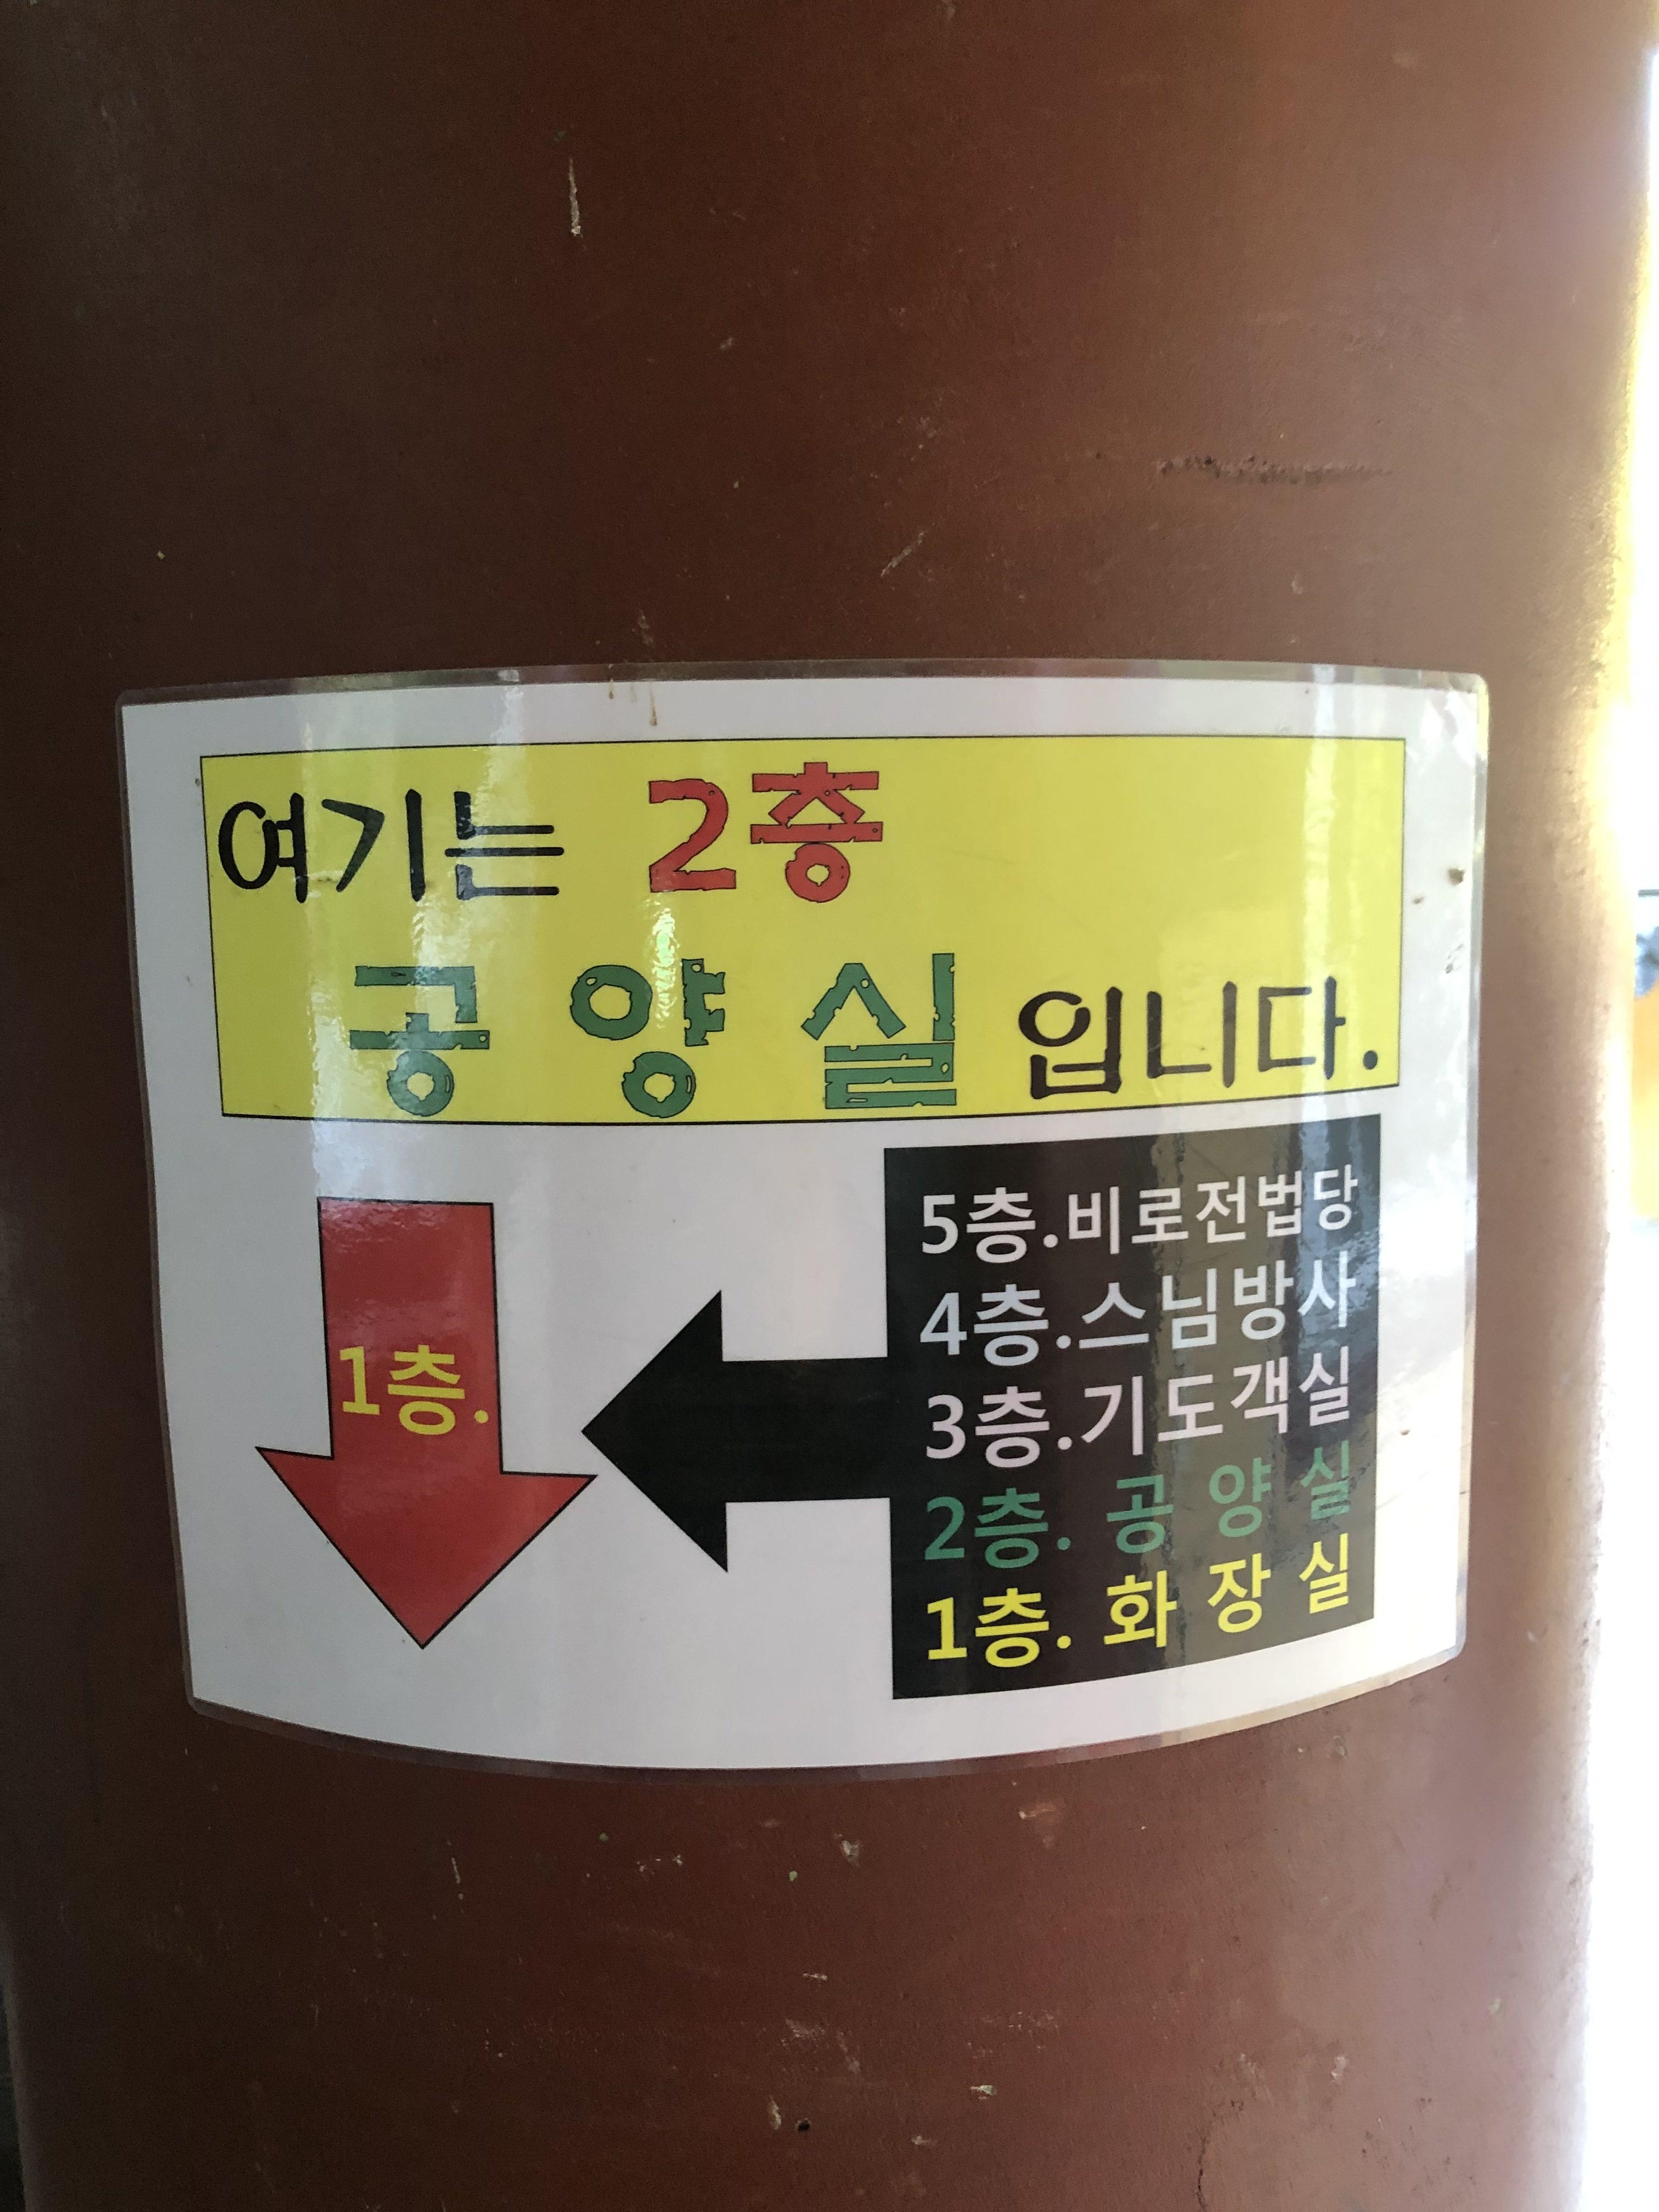 여기는 2층
공 양 실 입니다.
1층.
5층.비로전법당
4층.스님방사
3층.기도객실
2층. 공 양 실
1층. 화 장 실